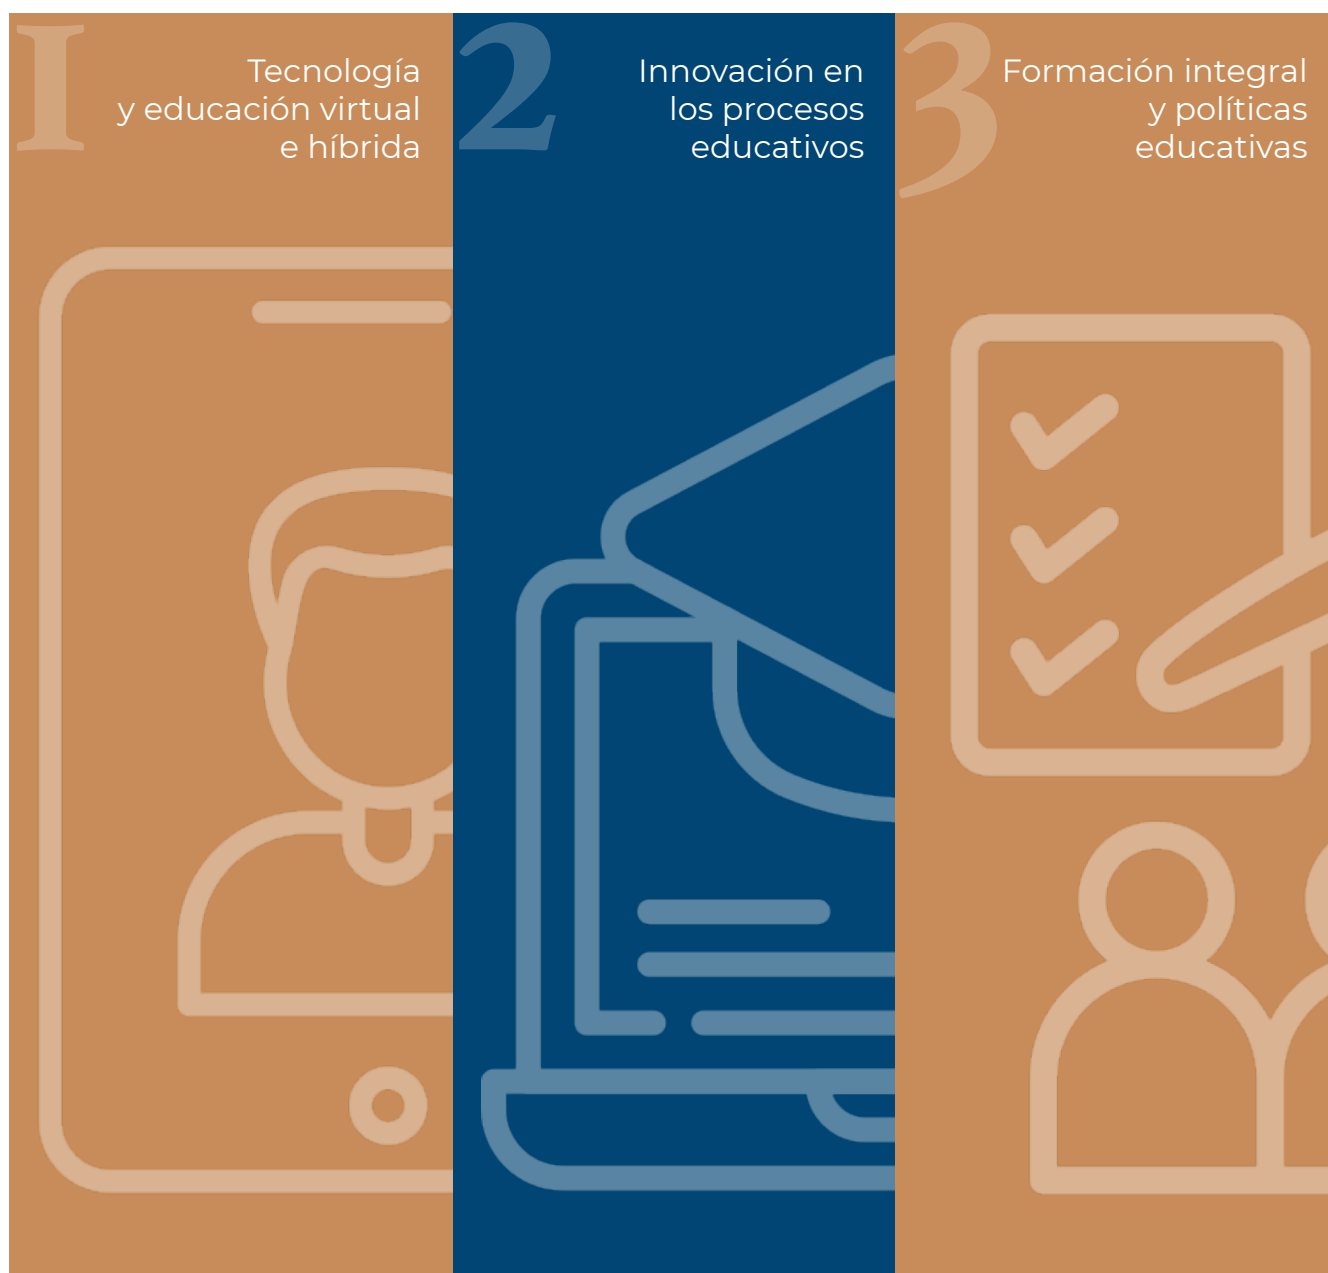 1
Tecnología
y educación virtual
e híbrida
2
Innovación en
los procesos
educativos
3
Formación integral
y políticas
educativas